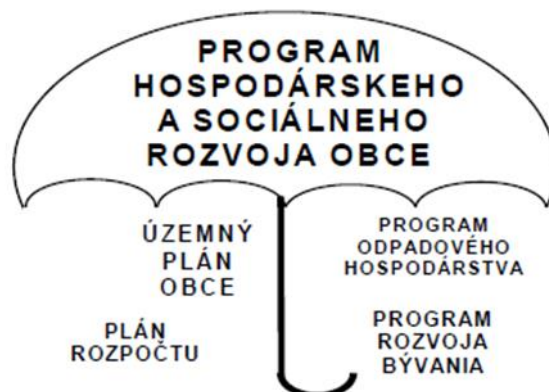 PROGRAM
HOSPODÁRSKEHO
A SOCIÁLNEHO
ROZVOJA OBCE
ÚZEMNÝ
PLÁN
OBCE
PROGRAM
ODPADOVÉHO
HOSPODÁRSTVA
PLÁN
ROZPOČTU
PROGRAM
ROZVOJA
BÝVANIA